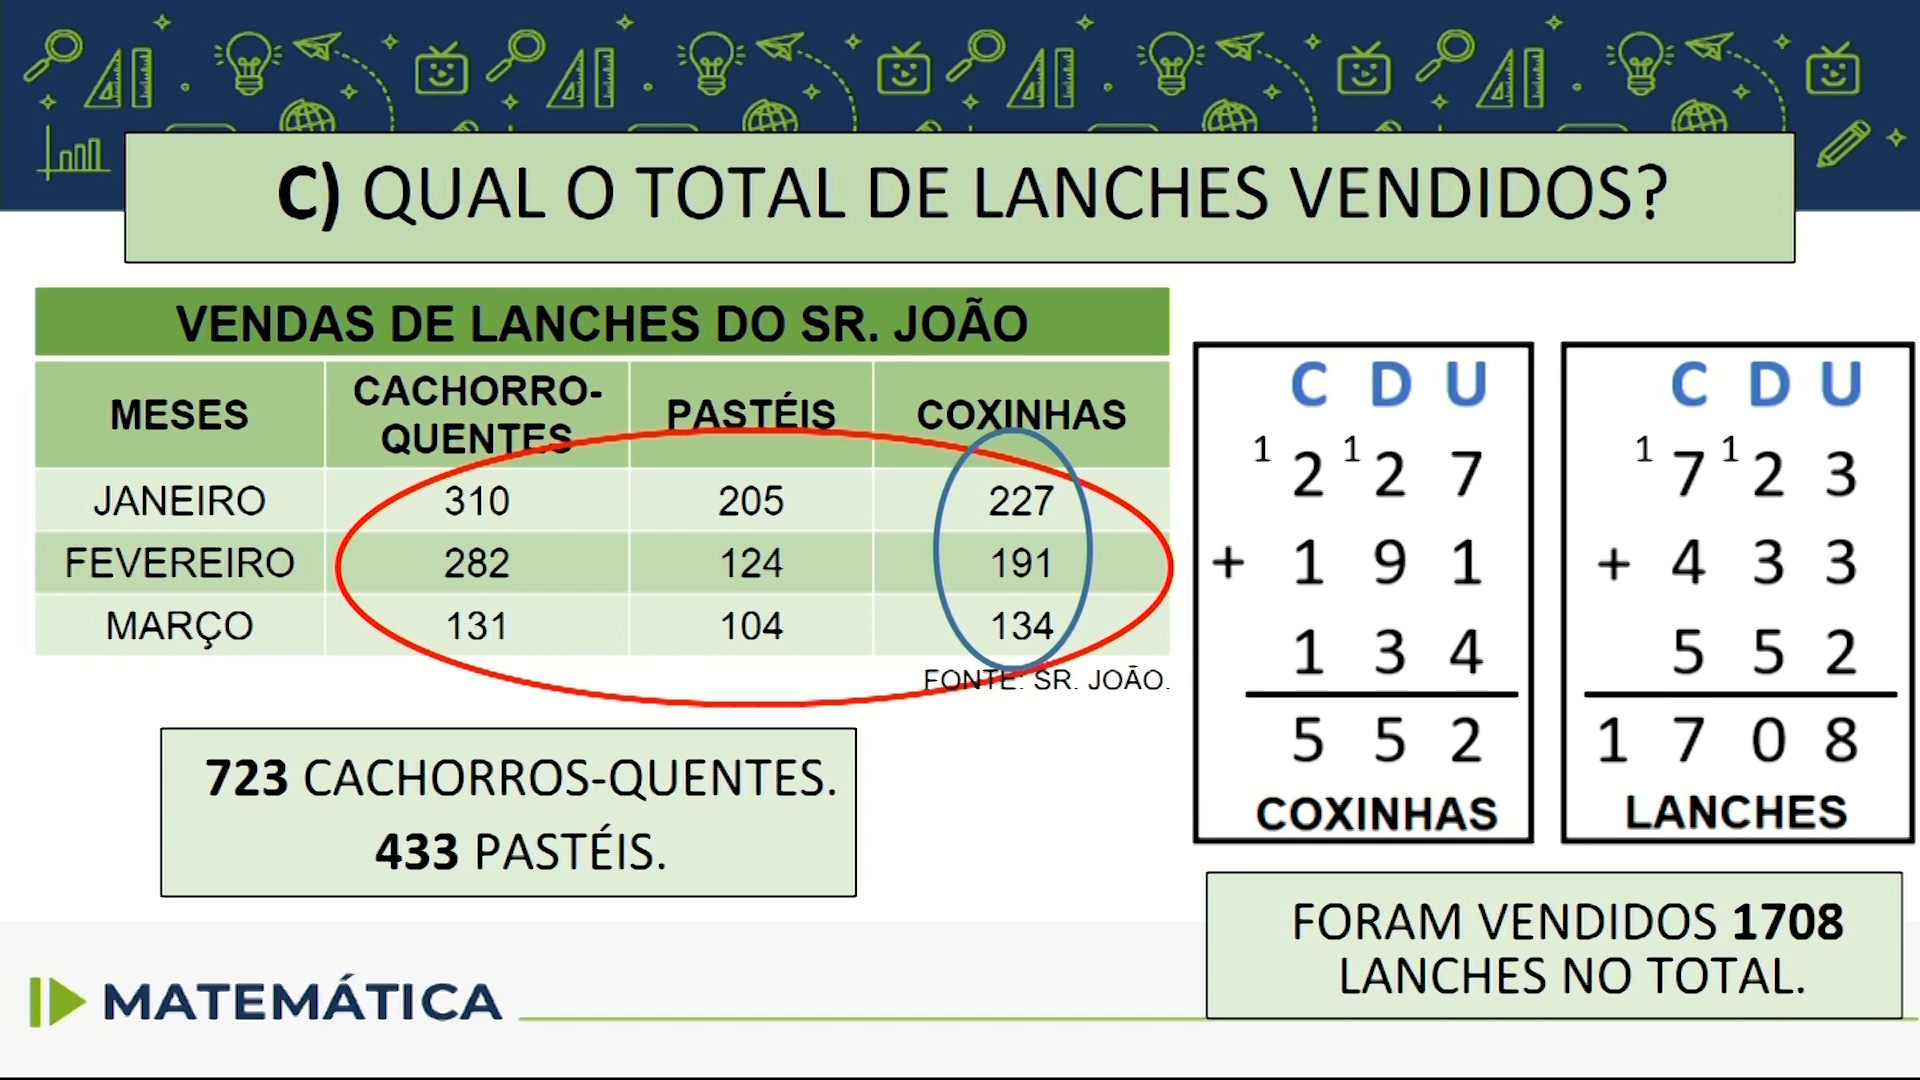 C) QUAL O TOTAL DE LANCHES VENDIDOS?
VENDAS DE LANCHES DO SR. JOÃO
MESES CACHORRO-QUENTES PASTÉIS COXINHAS
JANEIRO 310 205 227
FEVEREIRO 282 124 191
MARÇO 131 104 134
FONTE: SR. JOÃO.
723 CACHORROS-QUENTES.
433 PASTÉIS.
C D U
1 2 1 2 7
+ 1 9 1
1 3 4
5 5 2
COXINHAS
C D U
1 7 1 2 3
+ 4 3 3
5 5 2
1 7 0 8
LANCHES
FORAM VENDIDOS 1708
LANCHES NO TOTAL.
MATEMÁTICA